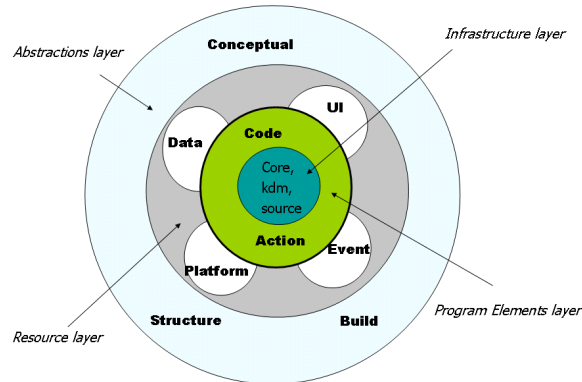 Infrastructure layer
Conceptual
Abstractions layer
UI
Code
Data
Core,
kdm,
source
Action
Event
Platform
Program Elements layer
Structure
Build
Resource layer